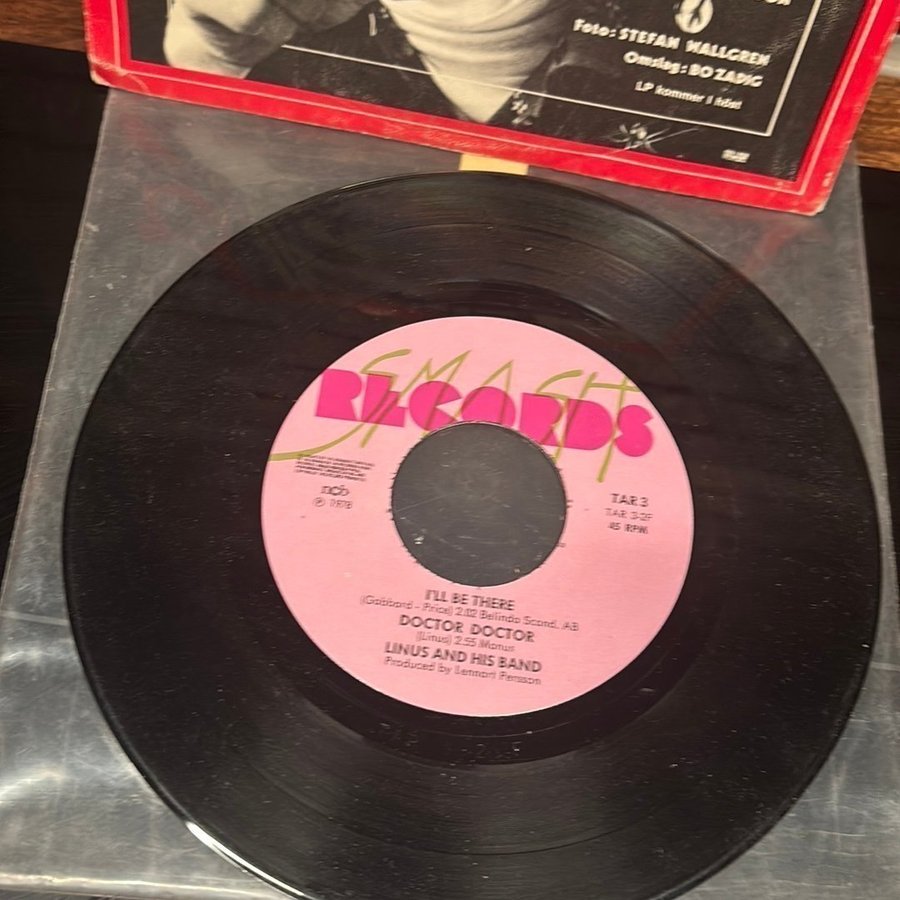 Foto: STEFAN WALLGREN
Omslag: BO ZADIG
LP kommer i höst
SMASH
RECORDS
ncb
℗ 1978
TAR 3
TAR 3-2F
45 RPM
I'LL BE THERE
(Gabbard - Price) 2.02 Belinda Scand. AB
DOCTOR DOCTOR
(Linus) 2.55 Manus
LINUS AND HIS BAND
Produced by Lennart Persson